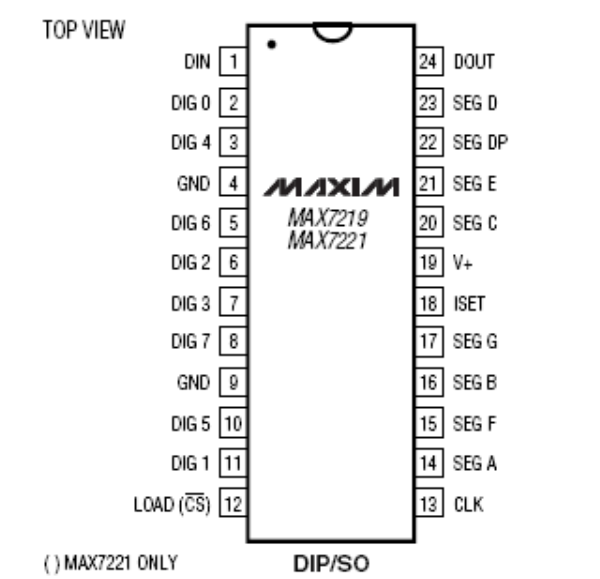 TOP VIEW
DIN 1 24 DOUT
DIG 0 2 23 SEG D
DIG 4 3 22 SEG DP
GND 4 MAXIM 21 SEG E
DIG 6 5 MAX7219 20 SEG C
MAX7221
DIG 2 6 19 V+
DIG 3 7 18 ISET
DIG 7 8 17 SEG G
GND 9 16 SEG B
DIG 5 10 15 SEG F
DIG 1 11 14 SEG A
LOAD (C̅S̅) 12 13 CLK
( ) MAX7221 ONLY DIP/SO